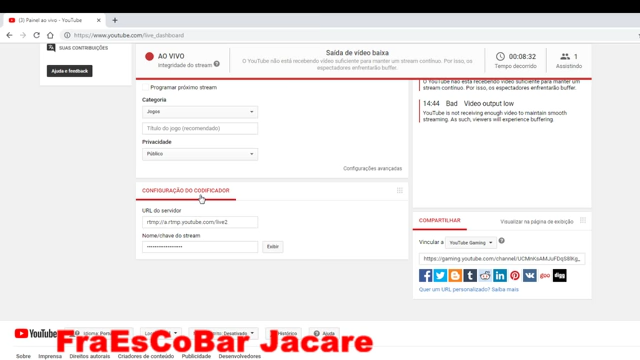 (2) Painel ao vivo - YouTube
https://www.youtube.com/live_dashboard
SUAS CONTRIBUIÇÕES
Ajuda e feedback
AO VIVO
integridade do stream
Saída de vídeo baixa
O YouTube não está recebendo vídeo suficiente para manter um stream contínuo. Por isso, os
espectadores enfrentarão buffer.
00:08:32
Tempo decorrido
1
Assistindo
Programar próximo stream
Categoria
Jogos
Título do jogo (recomendado)
Privacidade
Público
Configurações avançadas
O YouTube não está recebendo vídeo suficiente para manter um
stream contínuo. Por isso, os espectadores enfrentarão buffer.
14:44 Bad Video output low
YouTube is not receiving enough video to maintain smooth
streaming. As such, viewers will experience buffering.
CONFIGURAÇÃO DO CODIFICADOR
URL do servidor
rtmp://a.rtmp.youtube.com/live2
Nome/chave do stream
Exibir
COMPARTILHAR
Visualizar na página de exibição
Vincular a
YouTube Gaming
goo
digg
Quer um URL personalizado? Saiba mais
YouTube
Idioma:
Desativado
Histórico
Ajuda
FraEsCoBar Jacare
Sobre Imprensa Direitos autorais Criadores de conteúdo Publicidade Desenvolvedores